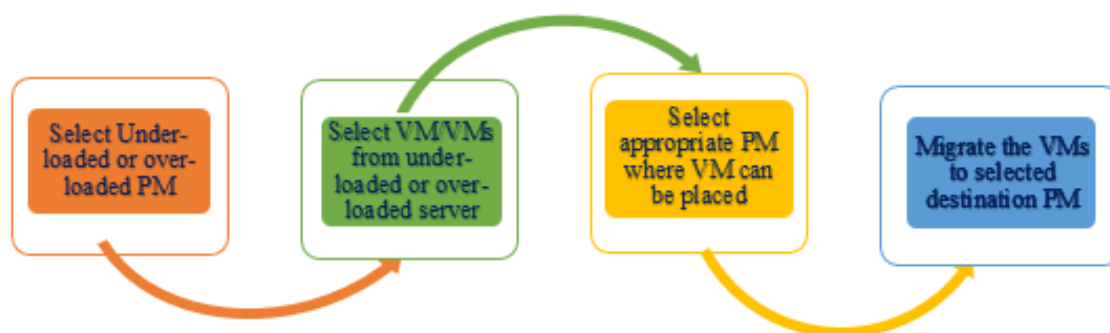 Select Under-
loaded or over-
loaded PM
Select VM/VMs
from under-
loaded or over-
loaded server
Select
appropriate PM
where VM can
be placed
Migrate the VMs
to selected
destination PM